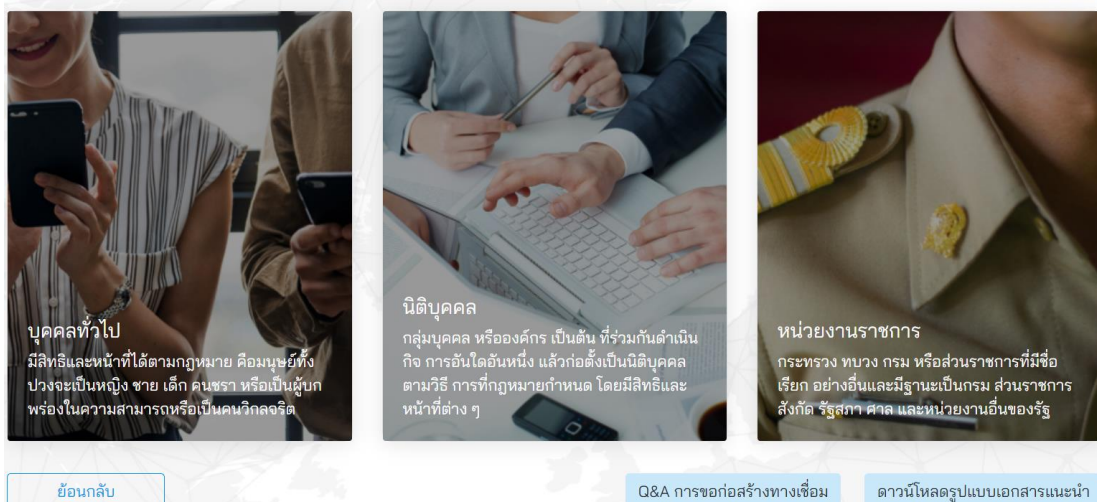 บุคคลทั่วไป
มีสิทธิและหน้าที่ได้ตามกฎหมาย คือมนุษย์ทั้ง
ปวงจะเป็นหญิง ชาย เด็ก คนชรา หรือเป็นผู้บก
พร่องในความสามารถหรือเป็นคนวิกลจริต
นิติบุคคล
กลุ่มบุคคล หรือองค์กร เป็นต้น ที่ร่วมกันดำเนิน
กิจ การอันใดอันหนึ่ง แล้วก่อตั้งเป็นนิติบุคคล
ตามวิธี การที่กฎหมายกำหนด โดยมีสิทธิและ
หน้าที่ต่าง ๆ
หน่วยงานราชการ
กระทรวง ทบวง กรม หรือส่วนราชการที่มีชื่อ
เรียก อย่างอื่นและมีฐานะเป็นกรม ส่วนราชการ
สังกัด รัฐสภา ศาล และหน่วยงานอื่นของรัฐ
ย้อนกลับ
Q&A การขอก่อสร้างทางเชื่อม
ดาวน์โหลดรูปแบบเอกสารแนะนำ